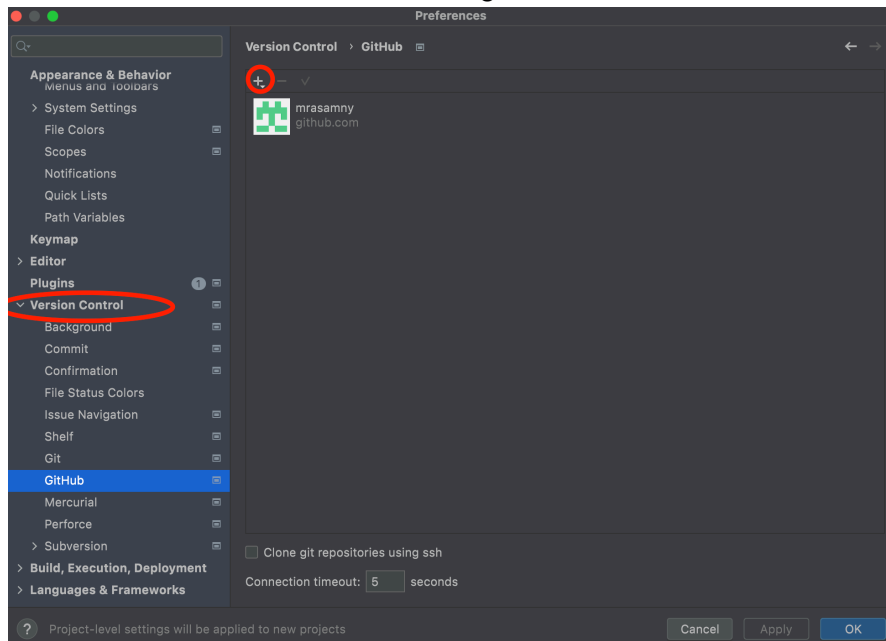 Preferences
Version Control › GitHub
Appearance & Behavior
Menus and Toolbars
> System Settings
File Colors
Scopes
Notifications
Quick Lists
Path Variables
Keymap
> Editor
Plugins 1
Version Control
Background
Commit
Confirmation
File Status Colors
Issue Navigation
Shelf
Git
GitHub
Mercurial
Perforce
> Subversion
> Build, Execution, Deployment
> Languages & Frameworks
mrasamny
github.com
Clone git repositories using ssh
Connection timeout: 5 seconds
? Project-level settings will be applied to new projects
Cancel Apply OK